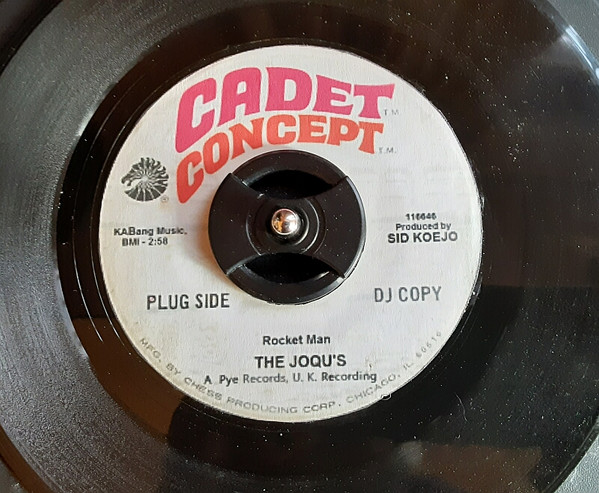 CADET TM
CONCEPT T.M.
®
KABang Music,
BMI - 2:58
116646
Produced by
SID KOEJO
PLUG SIDE
DJ COPY
Rocket Man
THE JOQU'S
A Pye Records, U. K. Recording
MFG. BY CHESS PRODUCING CORP. CHICAGO, IL 60616